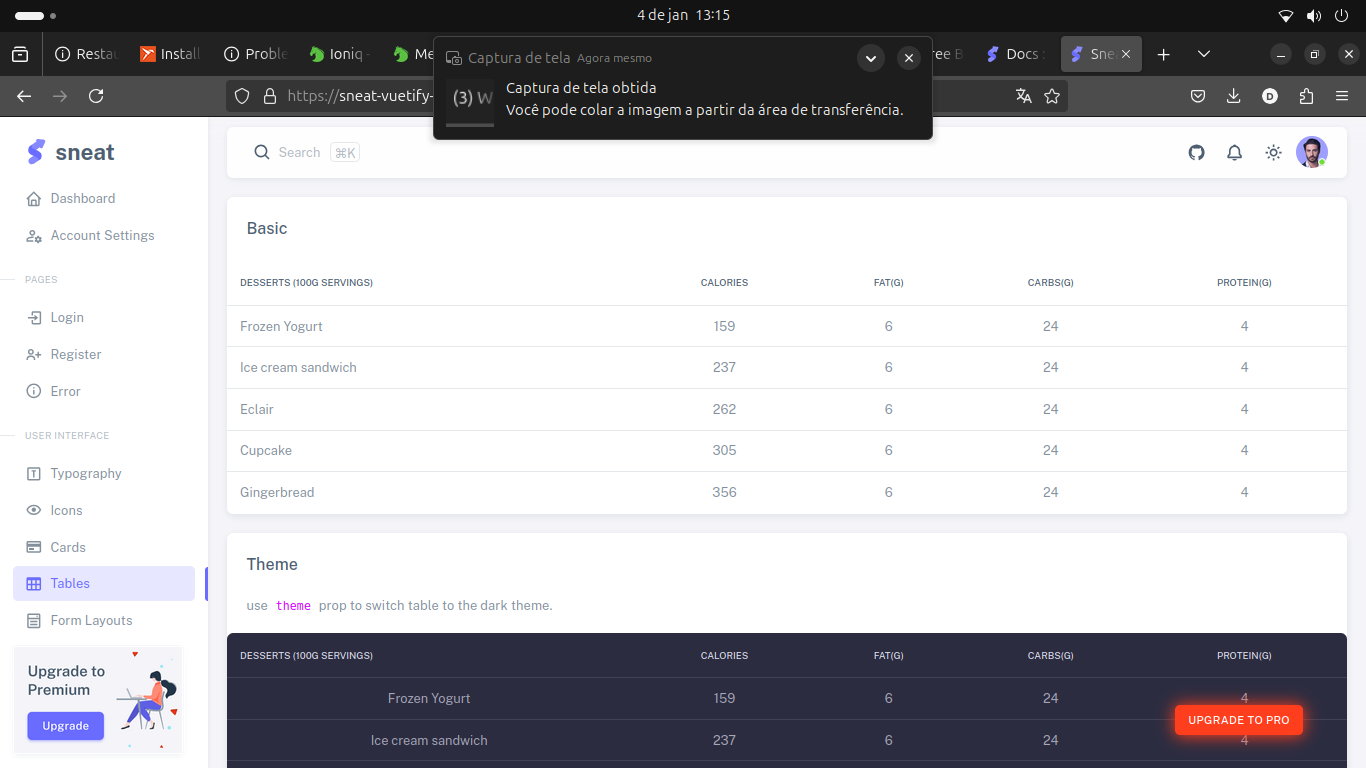 4 de jan 13:15
Restau
Install
Proble
Ioniq -
Me
ree B
Docs
Sne
Captura de tela Agora mesmo
Captura de tela obtida
Você pode colar a imagem a partir da área de transferência.
(3) W
https://sneat-vuetify-
sneat
Search ⌘K
Dashboard
Account Settings
PAGES
Login
Register
Error
USER INTERFACE
Typography
Icons
Cards
Tables
Form Layouts
Upgrade to
Premium
Upgrade
Basic
DESSERTS (100G SERVINGS) CALORIES FAT(G) CARBS(G) PROTEIN(G)
Frozen Yogurt 159 6 24 4
Ice cream sandwich 237 6 24 4
Eclair 262 6 24 4
Cupcake 305 6 24 4
Gingerbread 356 6 24 4
Theme
use theme prop to switch table to the dark theme.
DESSERTS (100G SERVINGS) CALORIES FAT(G) CARBS(G) PROTEIN(G)
Frozen Yogurt 159 6 24 4
Ice cream sandwich 237 6 24 4
UPGRADE TO PRO